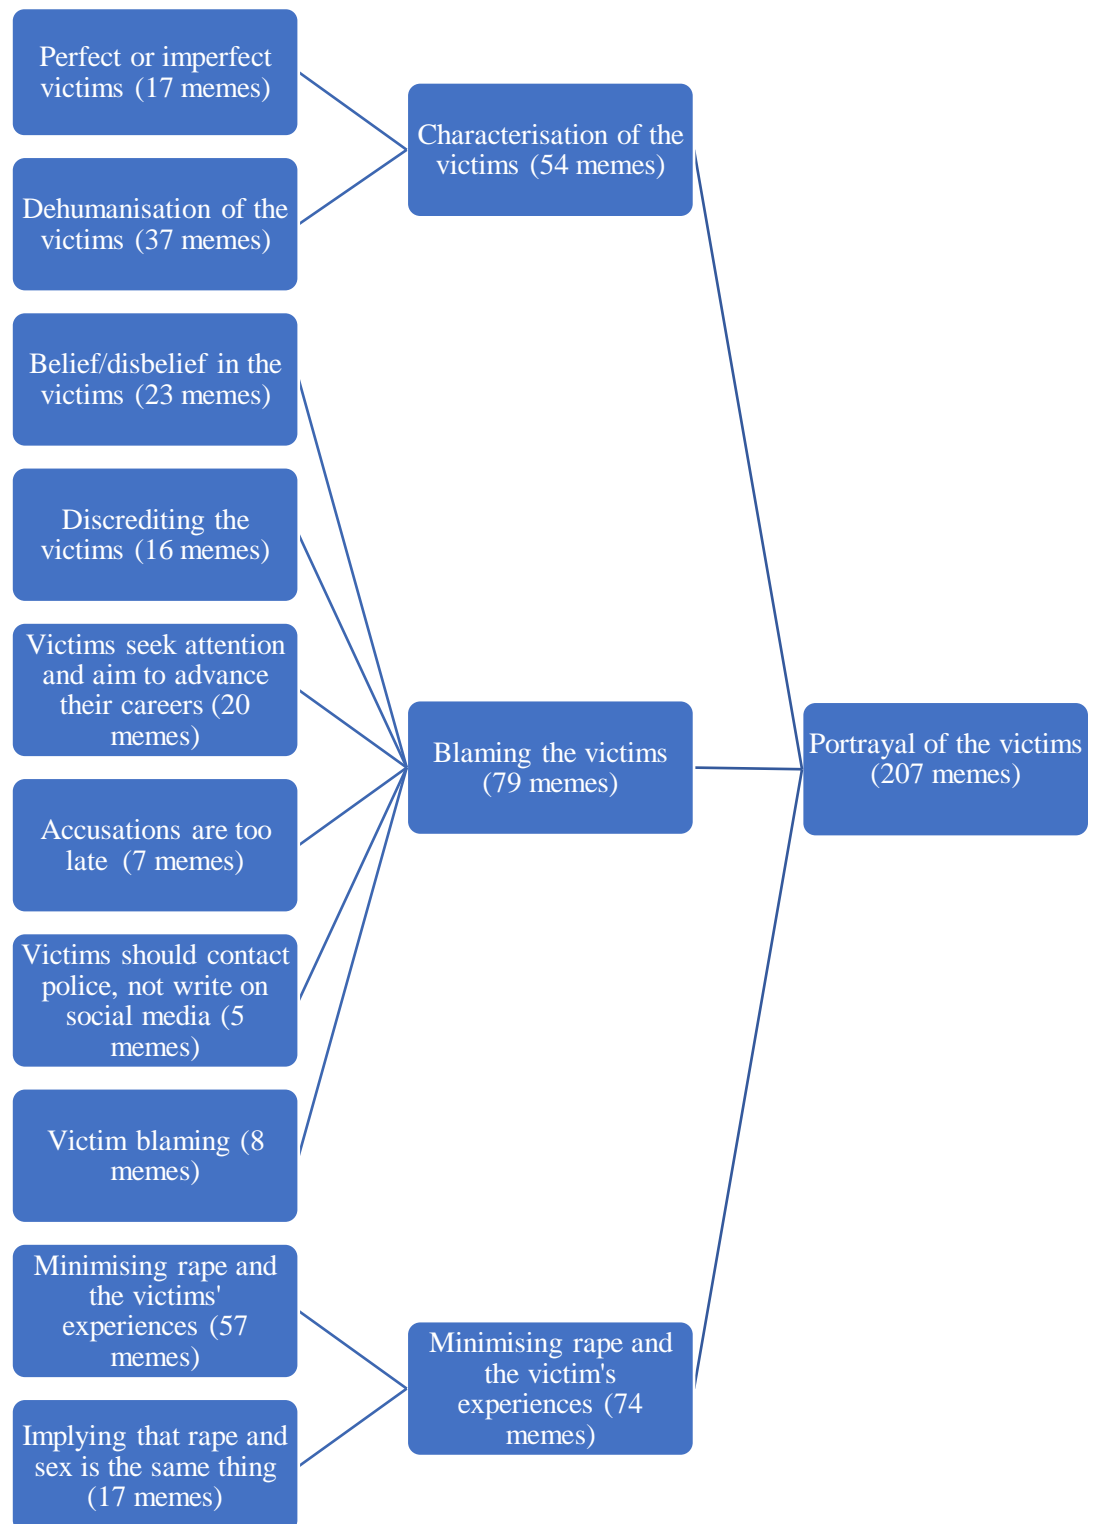 Perfect or imperfect
victims (17 memes)
Dehumanisation of the
victims (37 memes)
Belief/disbelief in the
victims (23 memes)
Discrediting the
victims (16 memes)
Victims seek attention
and aim to advance
their careers (20
memes)
Accusations are too
late (7 memes)
Victims should contact
police, not write on
social media (5
memes)
Victim blaming (8
memes)
Minimising rape and
the victims'
experiences (57
memes)
Implying that rape and
sex is the same thing
(17 memes)
Characterisation of the
victims (54 memes)
Blaming the victims
(79 memes)
Minimising rape and
the victim's
experiences (74
memes)
Portrayal of the victims
(207 memes)